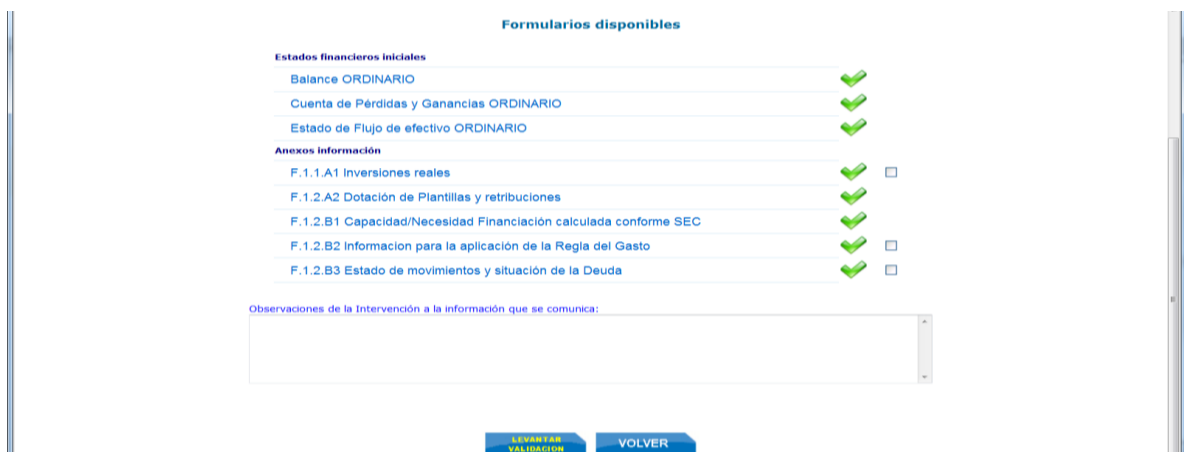 Formularios disponibles
Estados financieros iniciales
Balance ORDINARIO
Cuenta de Pérdidas y Ganancias ORDINARIO
Estado de Flujo de efectivo ORDINARIO
Anexos información
F.1.1.A1 Inversiones reales
F.1.2.A2 Dotación de Plantillas y retribuciones
F.1.2.B1 Capacidad/Necesidad Financiación calculada conforme SEC
F.1.2.B2 Informacion para la aplicación de la Regla del Gasto
F.1.2.B3 Estado de movimientos y situación de la Deuda
Observaciones de la Intervención a la información que se comunica:
LEVANTAR
VALIDACION
VOLVER